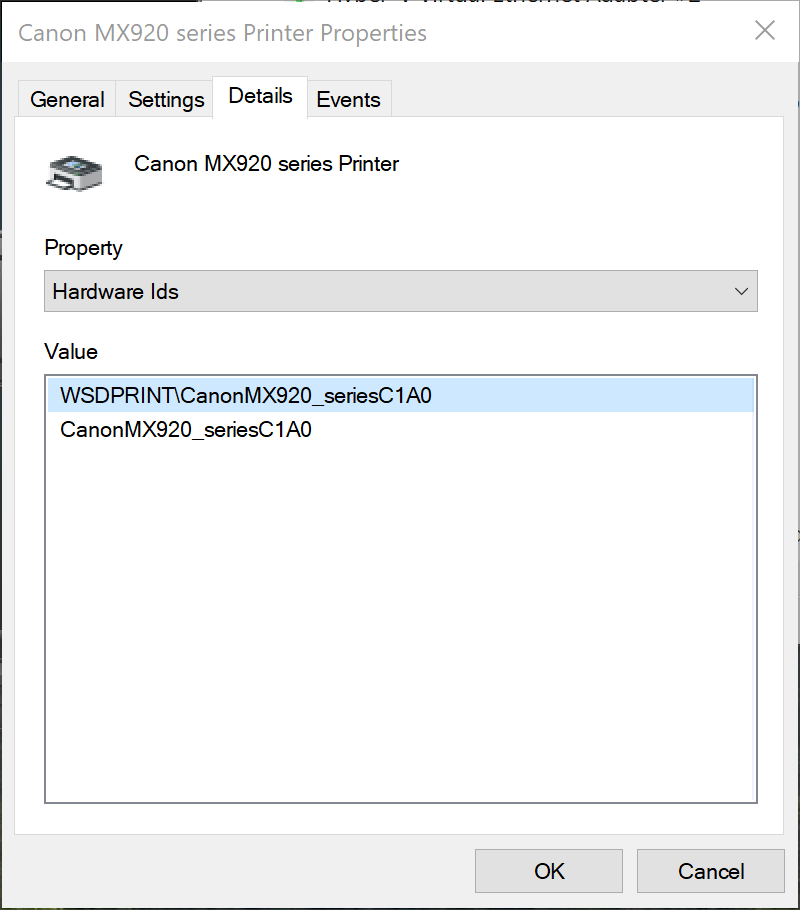 Canon MX920 series Printer Properties
General Settings Details Events
Canon MX920 series Printer
Property
Hardware Ids
Value
WSDPRINT\CanonMX920_seriesC1A0
CanonMX920_seriesC1A0
OK Cancel